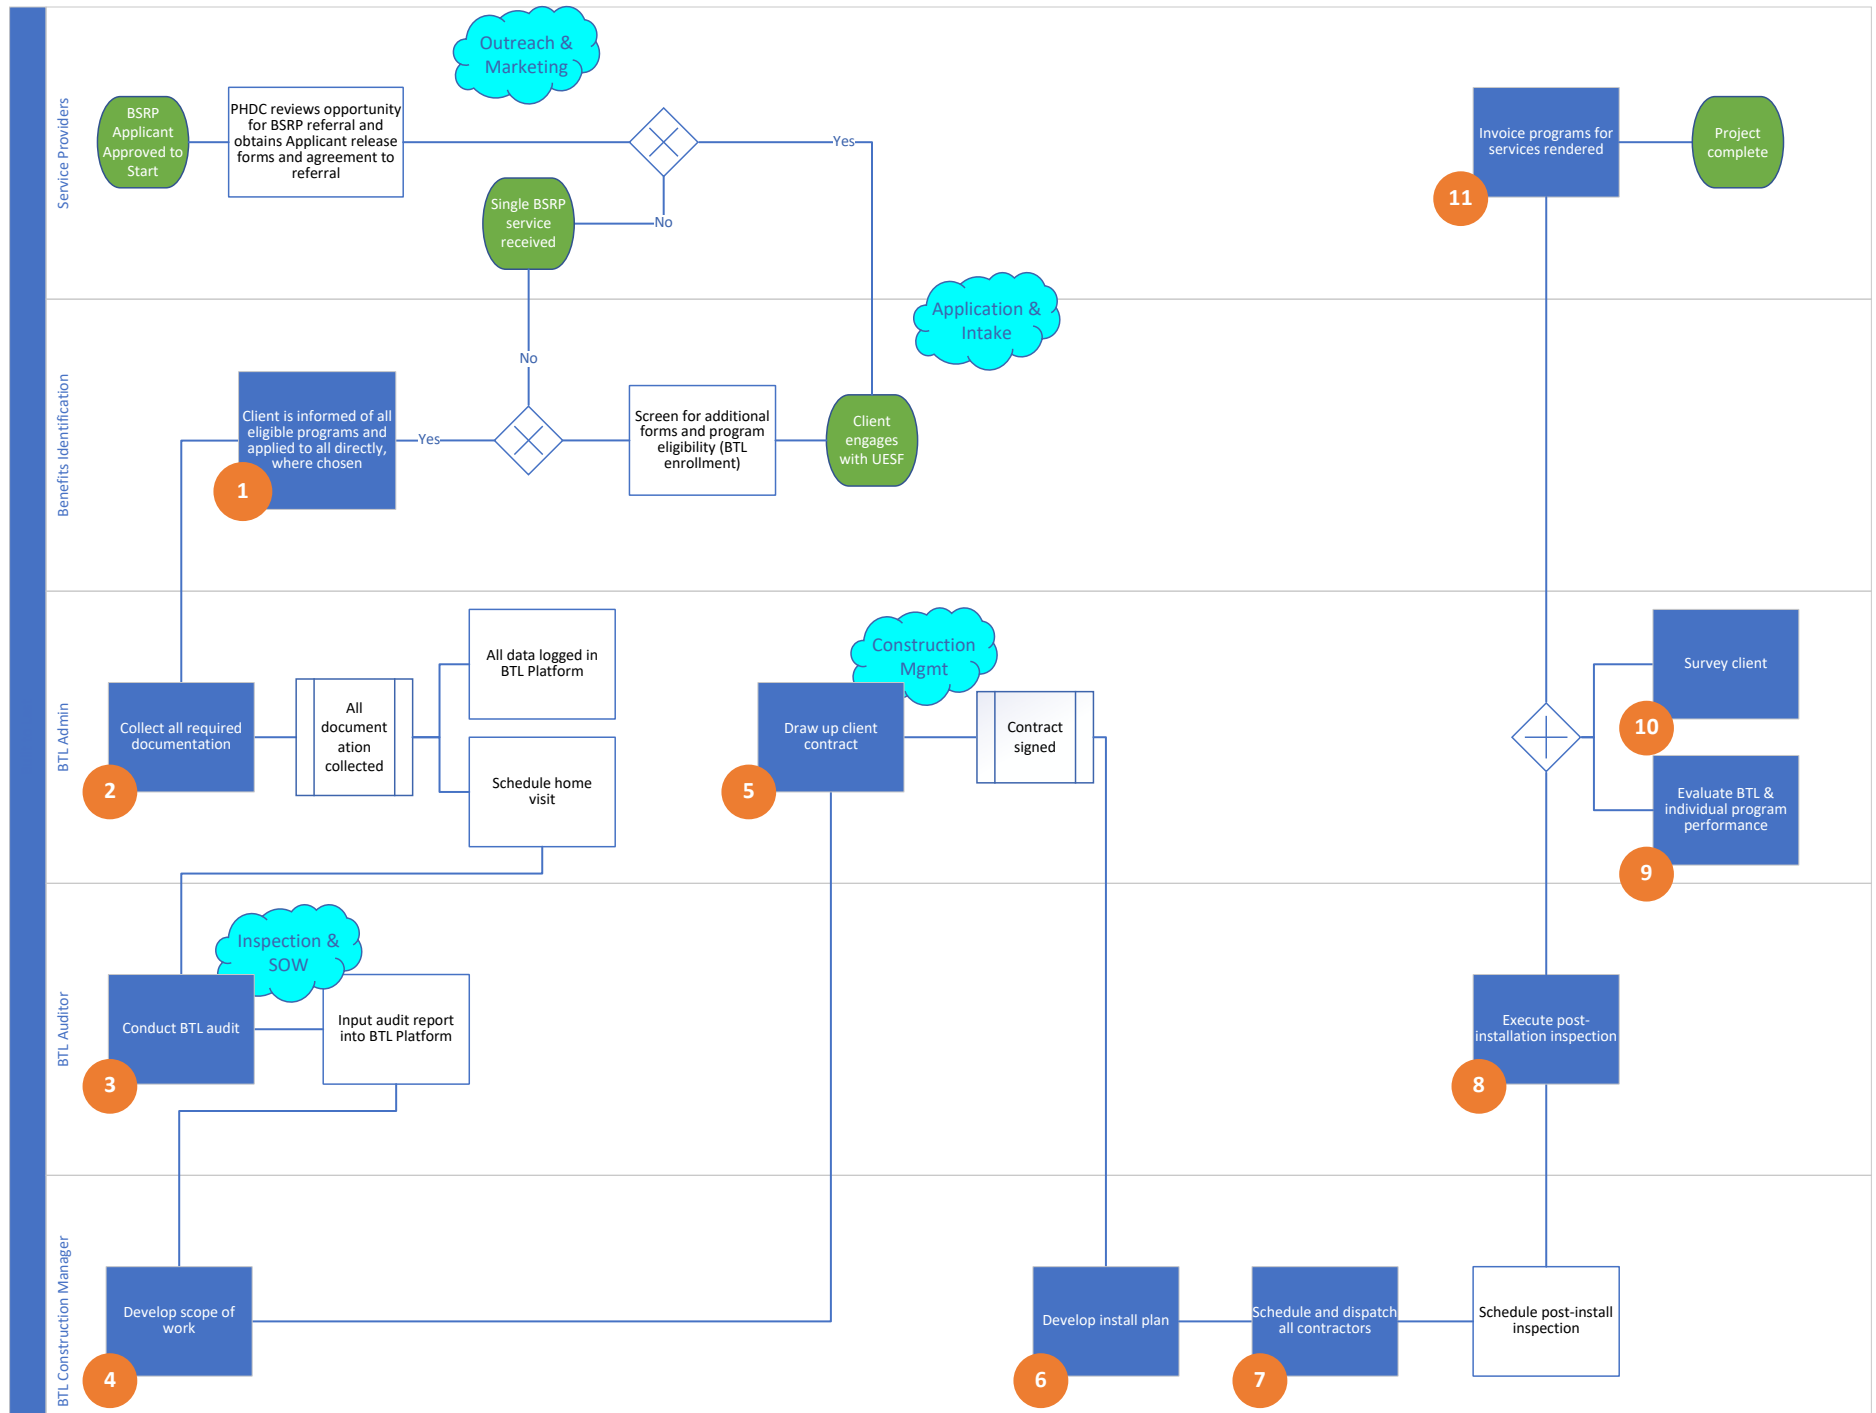 Service Providers
Outreach &
Marketing
BSRP
Applicant
Approved to
Start
PHDC reviews opportunity
for BSRP referral and
obtains Applicant release
forms and agreement to
referral
Yes
No
Single BSRP
service
received
Invoice programs for
services rendered
11
Project
complete
Benefits Identification
Application &
Intake
No
Client is informed of all
eligible programs and
applied to all directly,
where chosen
1
Yes
Screen for additional
forms and program
eligibility (BTL
enrollment)
Client
engages
with UESF
BTL Admin
Collect all required
documentation
2
All
document
ation
collected
All data logged in
BTL Platform
Schedule home
visit
Construction
Mgmt
Draw up client
contract
5
Contract
signed
Survey client
10
Evaluate BTL &
individual program
performance
9
BTL Auditor
Inspection &
SOW
Conduct BTL audit
3
Input audit report
into BTL Platform
Execute post-
installation inspection
8
BTL Construction Manager
Develop scope of
work
4
Develop install plan
6
Schedule and dispatch
all contractors
7
Schedule post-install
inspection